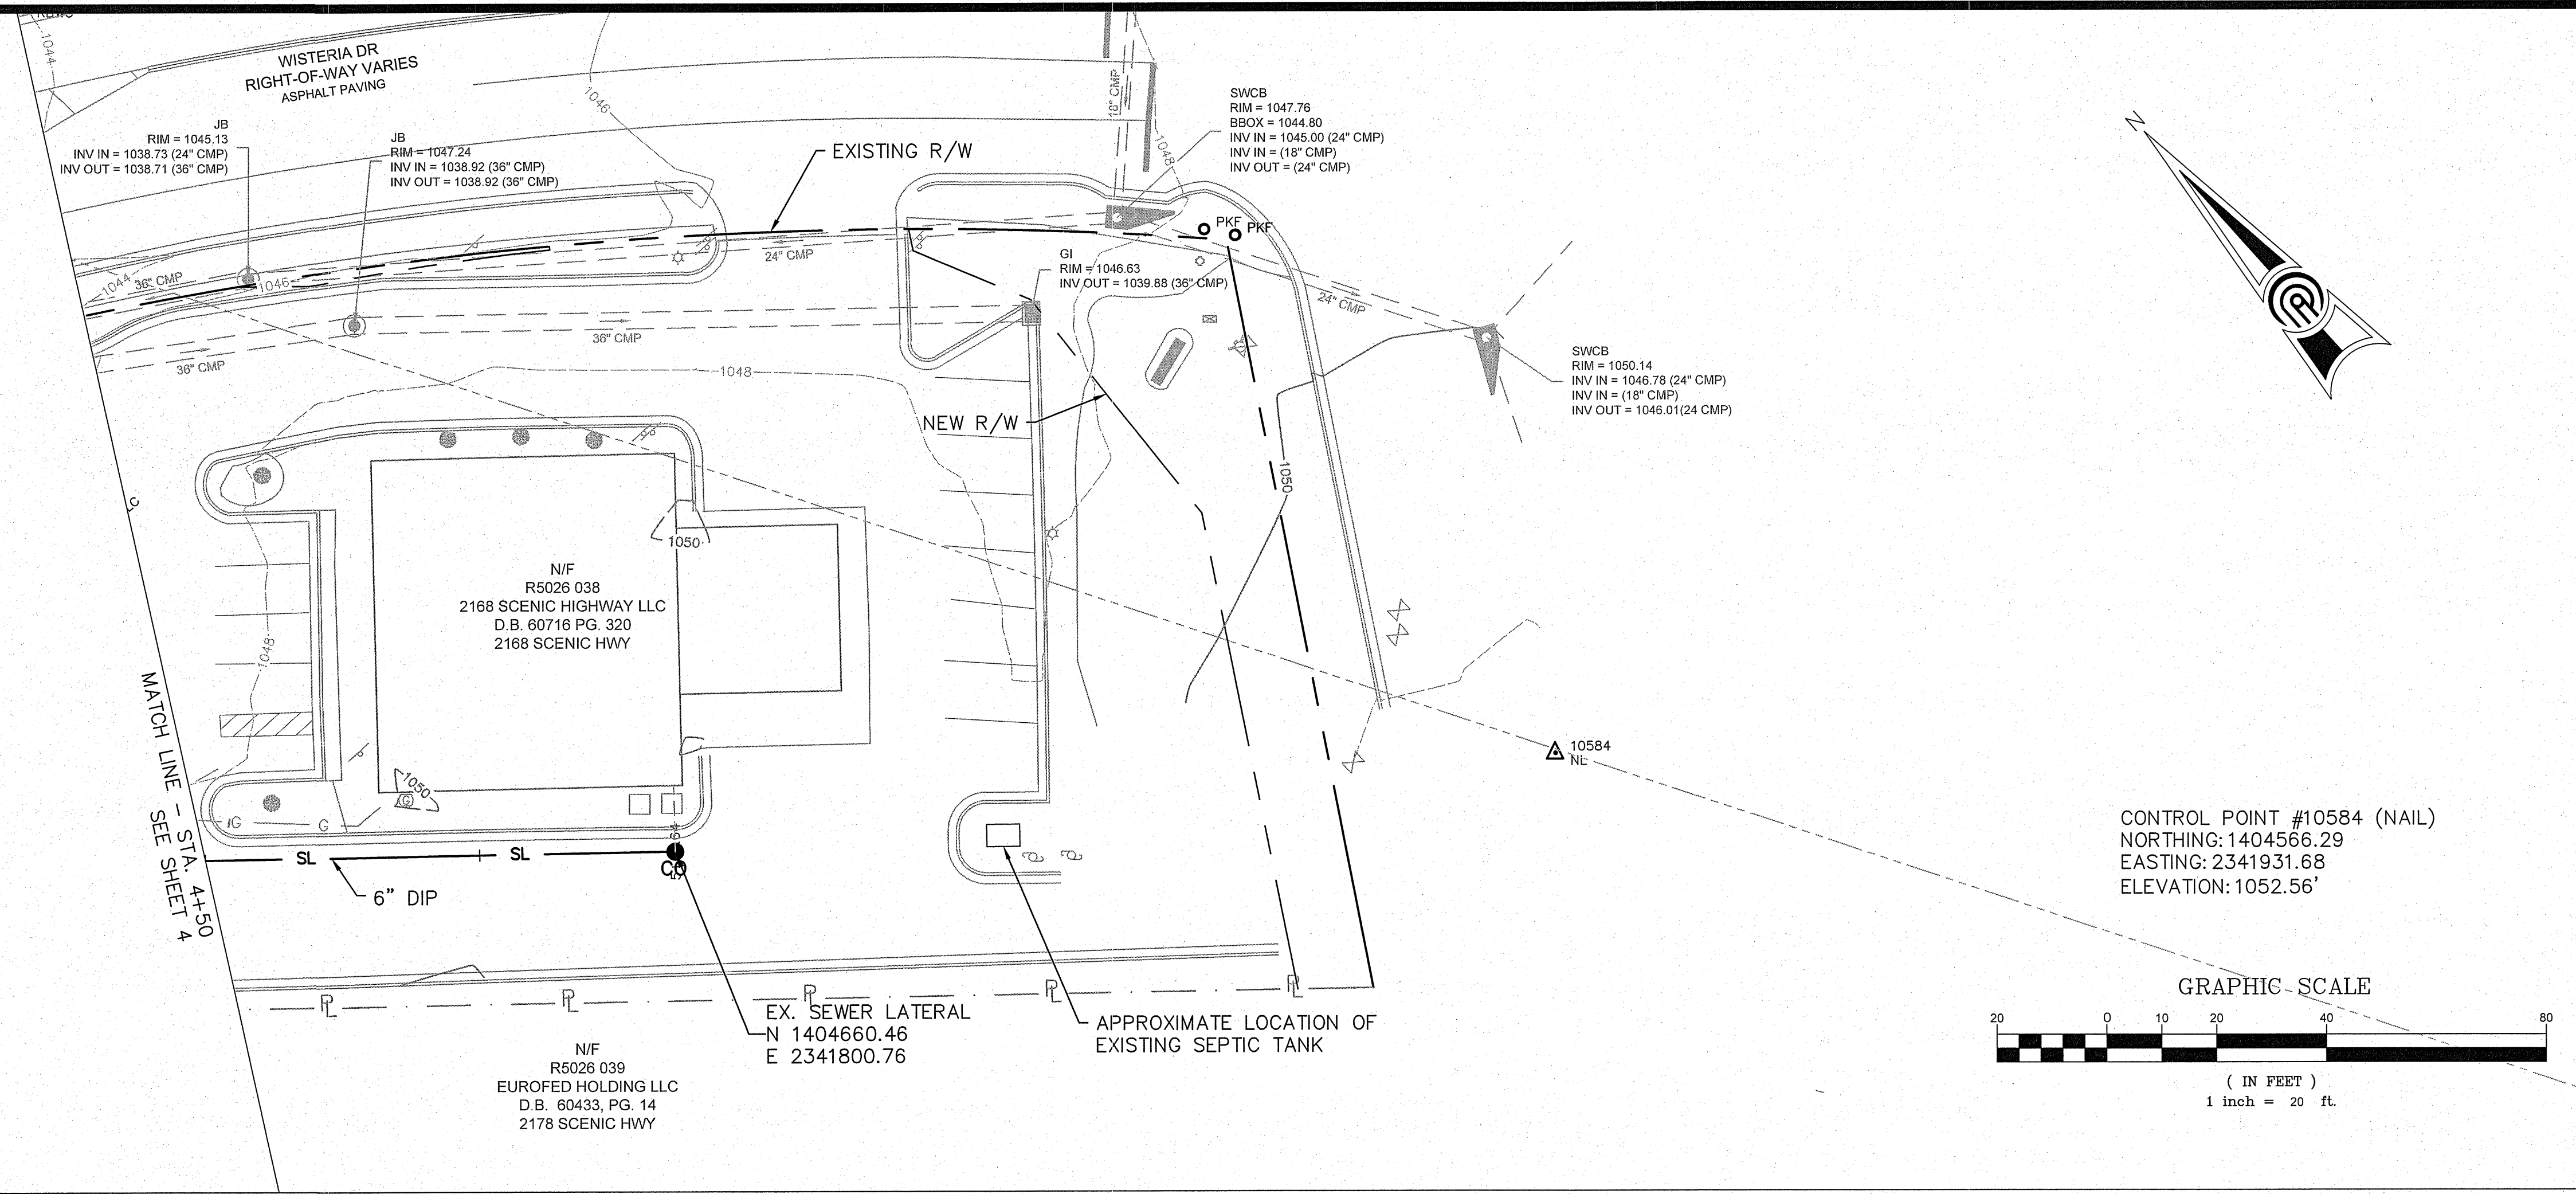 1044
WISTERIA DR
RIGHT-OF-WAY VARIES
ASPHALT PAVING
1046
18" CMP
1048
SWCB
RIM = 1047.76
BBOX = 1044.80
INV IN = 1045.00 (24" CMP)
INV IN = (18" CMP)
INV OUT = (24" CMP)
N
JB
RIM = 1045.13
INV IN = 1038.73 (24" CMP)
INV OUT = 1038.71 (36" CMP)
JB
RIM = 1047.24
INV IN = 1038.92 (36" CMP)
INV OUT = 1038.92 (36" CMP)
EXISTING R/W
PKF
PKF
24" CMP
GI
RIM = 1046.63
INV OUT = 1039.88 (36" CMP)
1044
36" CMP
1046
24" CMP
36" CMP
36" CMP
1048
SWCB
RIM = 1050.14
INV IN = 1046.78 (24" CMP)
INV IN = (18" CMP)
INV OUT = 1046.01(24 CMP)
NEW R/W
1050
1050
N/F
R5026 038
2168 SCENIC HIGHWAY LLC
D.B. 60716 PG. 320
2168 SCENIC HWY
1048
MATCH LINE - STA. 4+50
SEE SHEET 4
10584
NL
1050
G
G
G
CONTROL POINT #10584 (NAIL)
NORTHING: 1404566.29
EASTING: 2341931.68
ELEVATION: 1052.56'
SL
SL
CO
6" DIP
PL
PL
PL
PL
PL
EX. SEWER LATERAL
N 1404660.46
E 2341800.76
APPROXIMATE LOCATION OF
EXISTING SEPTIC TANK
N/F
R5026 039
EUROFED HOLDING LLC
D.B. 60433, PG. 14
2178 SCENIC HWY
GRAPHIC SCALE
20 0 10 20 40 80
( IN FEET )
1 inch = 20 ft.